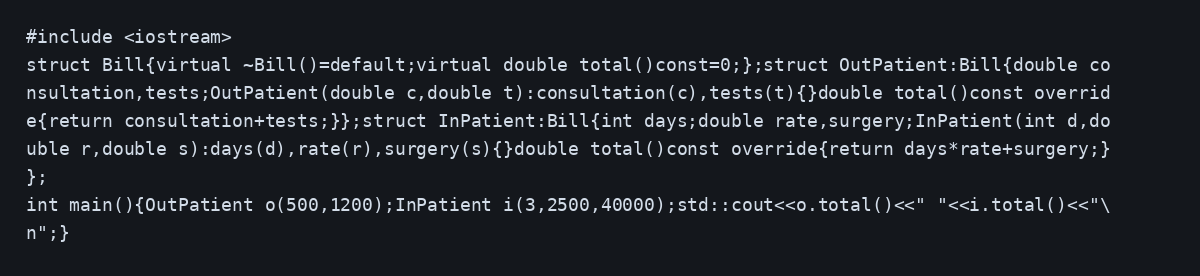 #include <iostream>
struct Bill{virtual ~Bill()=default;virtual double total()const=0;};struct OutPatient:Bill{double co
nsultation,tests;OutPatient(double c,double t):consultation(c),tests(t){}double total()const overrid
e{return consultation+tests;}};struct InPatient:Bill{int days;double rate,surgery;InPatient(int d,do
uble r,double s):days(d),rate(r),surgery(s){}double total()const override{return days*rate+surgery;}
};
int main(){OutPatient o(500,1200);InPatient i(3,2500,40000);std::cout<<o.total()<<" "<<i.total()<<"\
n";}